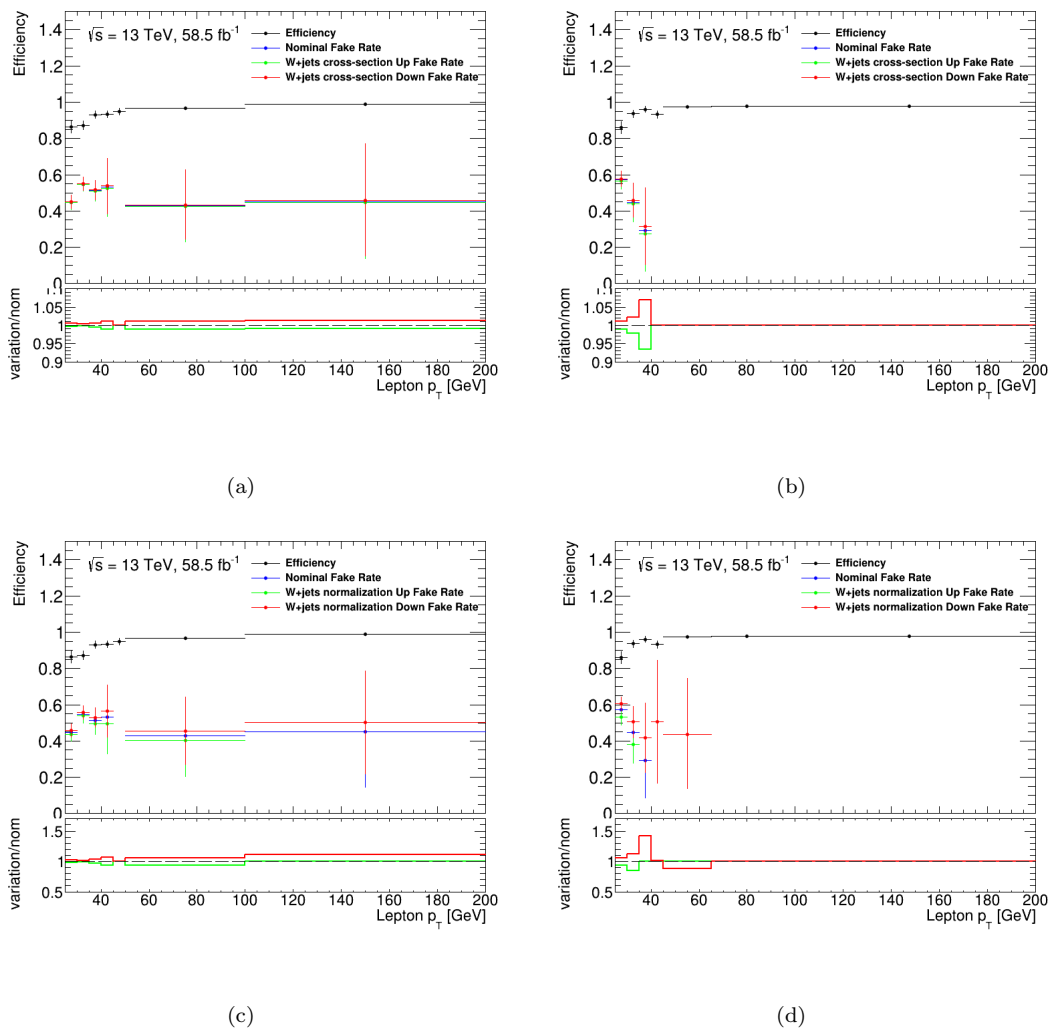 Efficiency
1.4
1.2
1
0.8
0.6
0.4
0.2
0
√s = 13 TeV, 58.5 fb⁻¹
Efficiency
Nominal Fake Rate
W+jets cross-section Up Fake Rate
W+jets cross-section Down Fake Rate
variation/nom
1.05
1
0.95
0.9
40 60 80 100 120 140 160 180 200
Lepton p_T [GeV]
(a)
Efficiency
1.4
1.2
1
0.8
0.6
0.4
0.2
0
√s = 13 TeV, 58.5 fb⁻¹
Efficiency
Nominal Fake Rate
W+jets cross-section Up Fake Rate
W+jets cross-section Down Fake Rate
variation/nom
1.05
1
0.95
0.9
40 60 80 100 120 140 160 180 200
Lepton p_T [GeV]
(b)
Efficiency
1.4
1.2
1
0.8
0.6
0.4
0.2
0
√s = 13 TeV, 58.5 fb⁻¹
Efficiency
Nominal Fake Rate
W+jets normalization Up Fake Rate
W+jets normalization Down Fake Rate
variation/nom
1.5
1
0.5
40 60 80 100 120 140 160 180 200
Lepton p_T [GeV]
(c)
Efficiency
1.4
1.2
1
0.8
0.6
0.4
0.2
0
√s = 13 TeV, 58.5 fb⁻¹
Efficiency
Nominal Fake Rate
W+jets normalization Up Fake Rate
W+jets normalization Down Fake Rate
variation/nom
1.5
1
0.5
40 60 80 100 120 140 160 180 200
Lepton p_T [GeV]
(d)